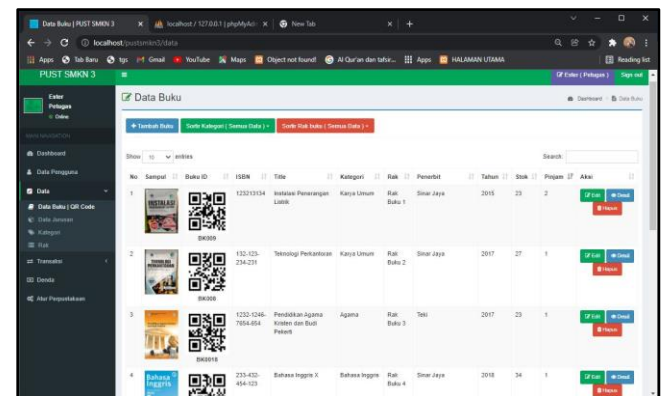 Data Buku | PUST SMKN 3
localhost / 127.0.0.1 | phpMyAd
New Tab
localhost/pustsmkn3/data
Apps
Tab Baru
tgs
Gmail
YouTube
Maps
Object not found!
Al Qur'an dan tafsir...
Apps
HALAMAN UTAMA
Reading list
PUST SMKN 3
Ester ( Petugas )
Sign out
Ester
Petugas
Online
MAIN NAVIGATION
Dashboard
Data Pengguna
Data
Data Buku | QR Code
Data Jurusan
Kategori
Rak
Transaksi
Denda
Atur Perpustakaan
Data Buku
Dashboard
Data Buku
+ Tambah Buku
Sortir Kategori ( Semua Data )
Sortir Rak buku ( Semua Data )
Show 10 entries
Search:
No Sampul Buku ID ISBN Title Kategori Rak Penerbit Tahun Stok Pinjam Aksi
1 BK009 123213134 Instalasi Penerangan Listrik Karya Umum Rak Buku 1 Sinar Jaya 2015 23 2 Edit Detail Hapus
2 BK008 132-123-234-231 Teknologi Perkantoran Karya Umum Rak Buku 2 Sinar Jaya 2017 27 1 Edit Detail Hapus
3 BK0018 1232-1246-7654-654 Pendidikan Agama Kristen dan Budi Pekerti Agama Rak Buku 3 Teki 2017 23 1 Edit Detail Hapus
4 Bahasa Inggris 233-432-454-123 Bahasa Inggris X Bahasa Inggris Rak Buku 4 Sinar Jaya 2018 34 1 Edit Detail Hapus